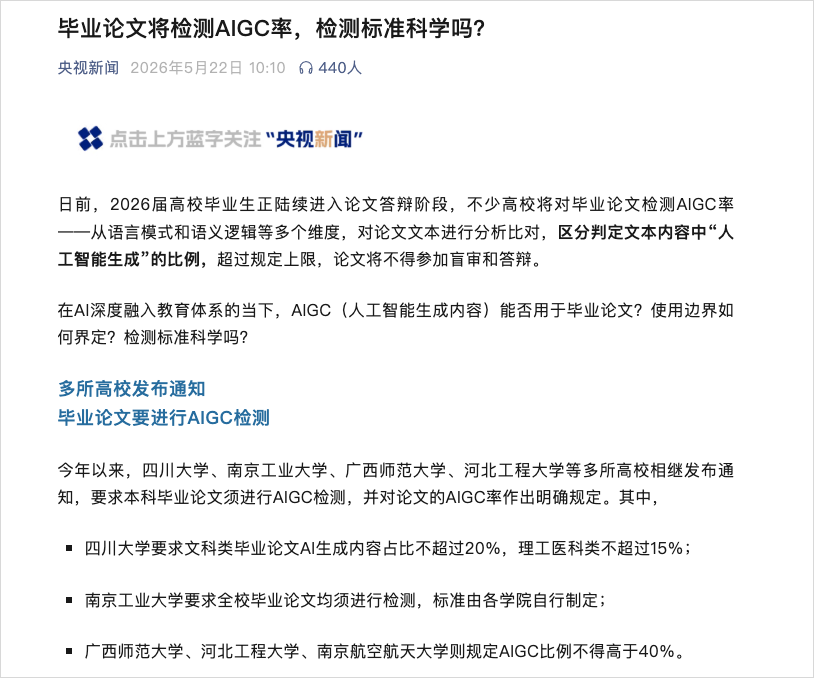 毕业论文将检测AIGC率，检测标准科学吗？
央视新闻 2026年5月22日 10:10 440人
点击上方蓝字关注“央视新闻”
日前，2026届高校毕业生正陆续进入论文答辩阶段，不少高校将对毕业论文检测AIGC率
——从语言模式和语义逻辑等多个维度，对论文文本进行分析比对，区分判定文本内容中“人
工智能生成”的比例，超过规定上限，论文将不得参加盲审和答辩。
在AI深度融入教育体系的当下，AIGC（人工智能生成内容）能否用于毕业论文？使用边界如
何界定？检测标准科学吗？
多所高校发布通知
毕业论文要进行AIGC检测
今年以来，四川大学、南京工业大学、广西师范大学、河北工程大学等多所高校相继发布通
知，要求本科毕业论文须进行AIGC检测，并对论文的AIGC率作出明确规定。其中，
▪ 四川大学要求文科类毕业论文AI生成内容占比不超过20%，理工医科类不超过15%；
▪ 南京工业大学要求全校毕业论文均须进行检测，标准由各学院自行制定；
▪ 广西师范大学、河北工程大学、南京航空航天大学则规定AIGC比例不得高于40%。